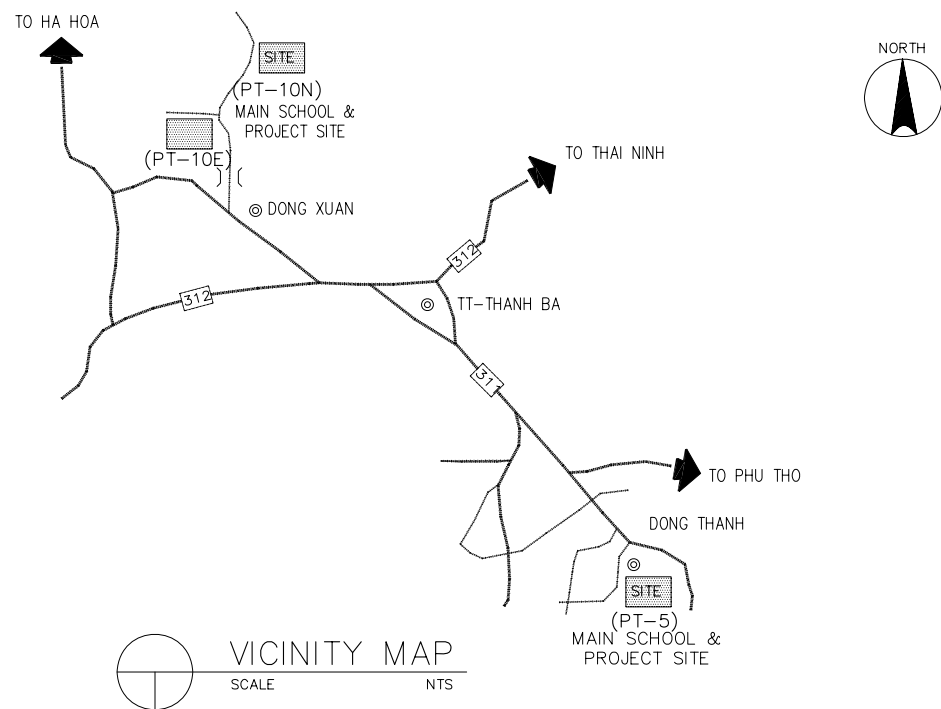 TO HA HOA
NORTH
SITE
(PT-10N)
MAIN SCHOOL &
PROJECT SITE
(PT-10E)
TO THAI NINH
DONG XUAN
312
312
TT-THANH BA
311
TO PHU THO
DONG THANH
SITE
(PT-5)
MAIN SCHOOL &
PROJECT SITE
VICINITY MAP
SCALE NTS